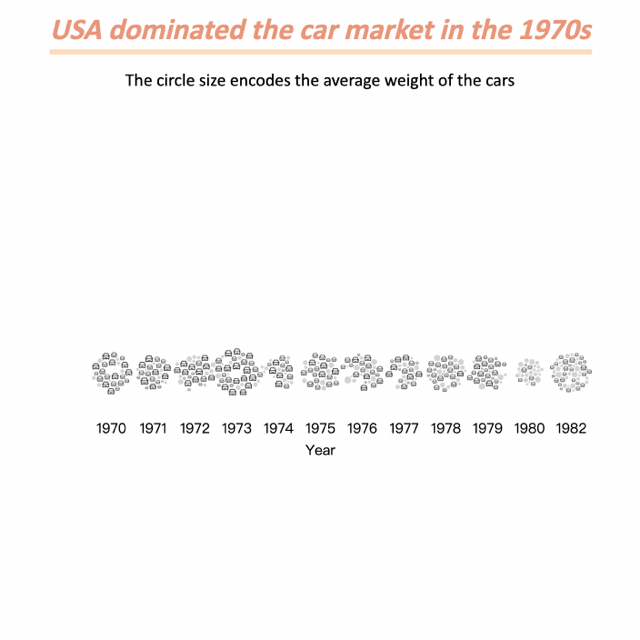 USA dominated the car market in the 1970s
The circle size encodes the average weight of the cars
1970 1971 1972 1973 1974 1975 1976 1977 1978 1979 1980 1982
Year